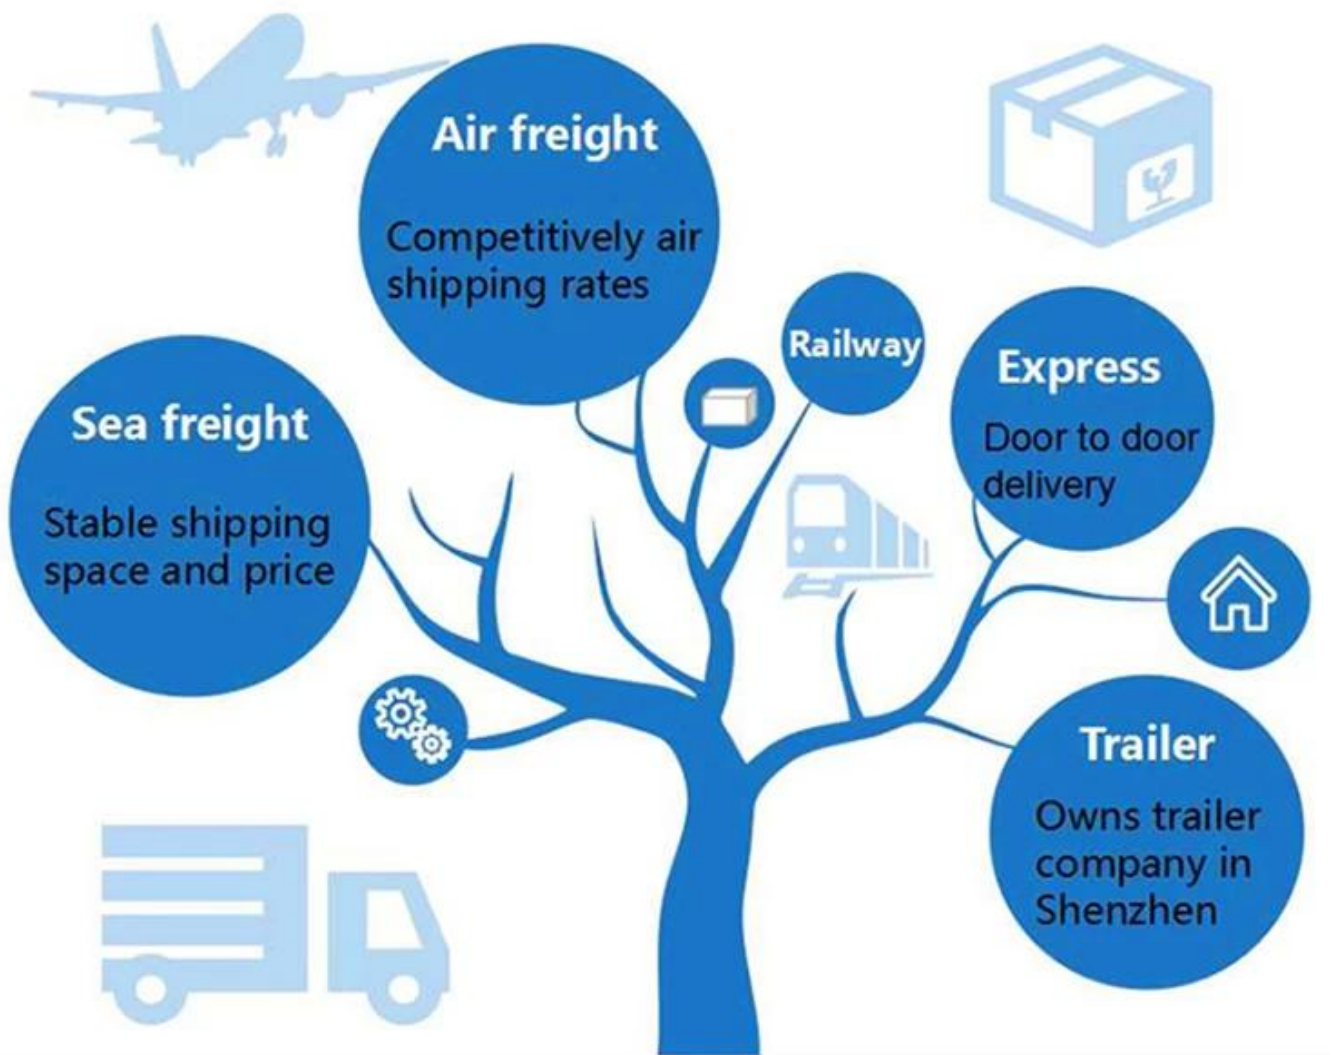 Air freight
Competitively air
shipping rates
Railway
Express
Door to door
delivery
Sea freight
Stable shipping
space and price
Trailer
Owns trailer
company in
Shenzhen